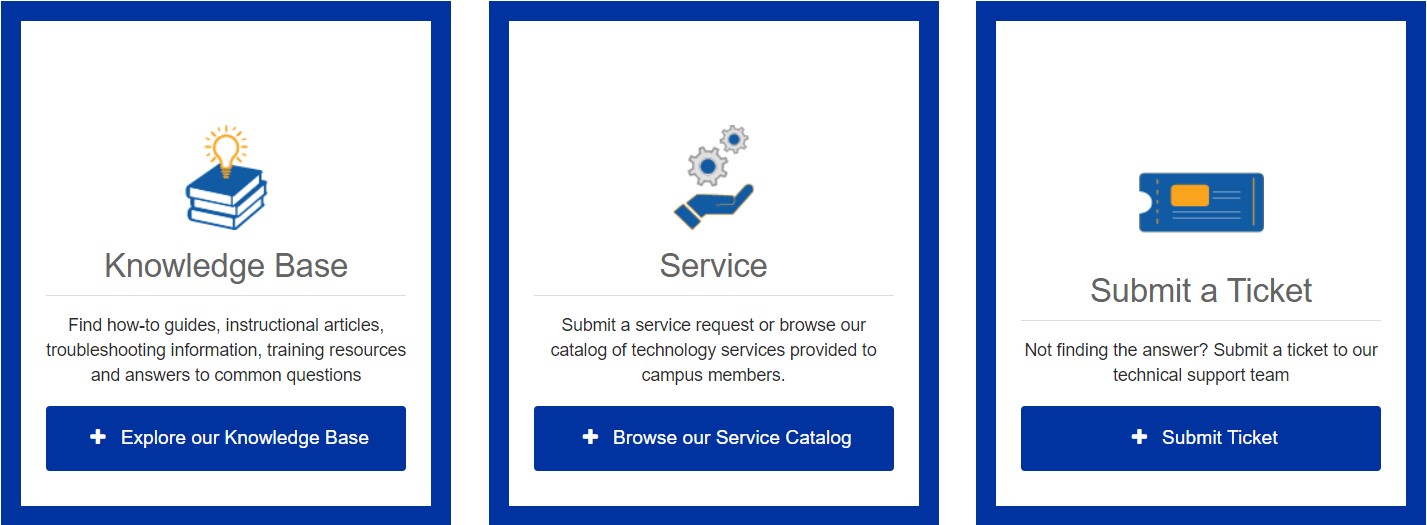 Knowledge Base
Find how-to guides, instructional articles,
troubleshooting information, training resources
and answers to common questions
Explore our Knowledge Base
Service
Submit a service request or browse our
catalog of technology services provided to
campus members.
Browse our Service Catalog
Submit a Ticket
Not finding the answer? Submit a ticket to our
technical support team
Submit Ticket